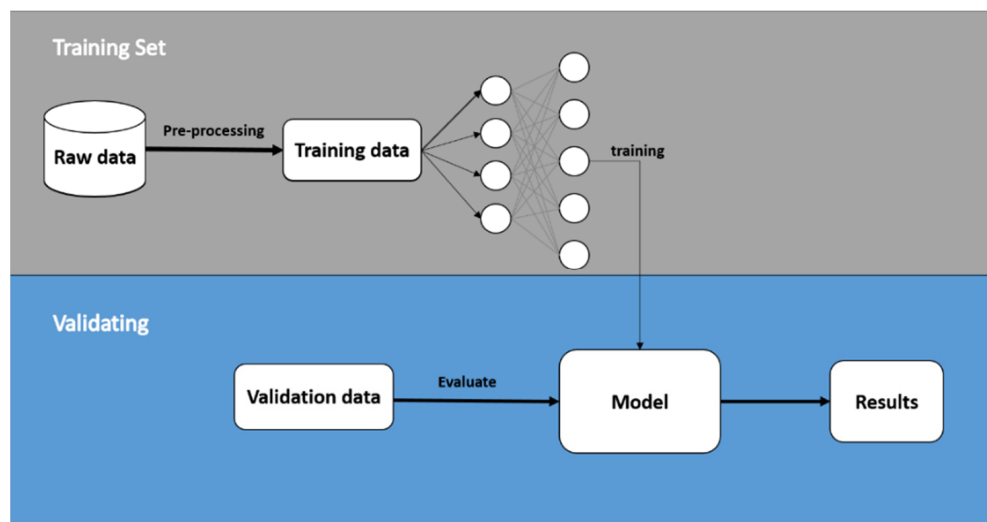 Training Set
Raw data
Pre-processing
Training data
training
Validating
Validation data
Evaluate
Model
Results